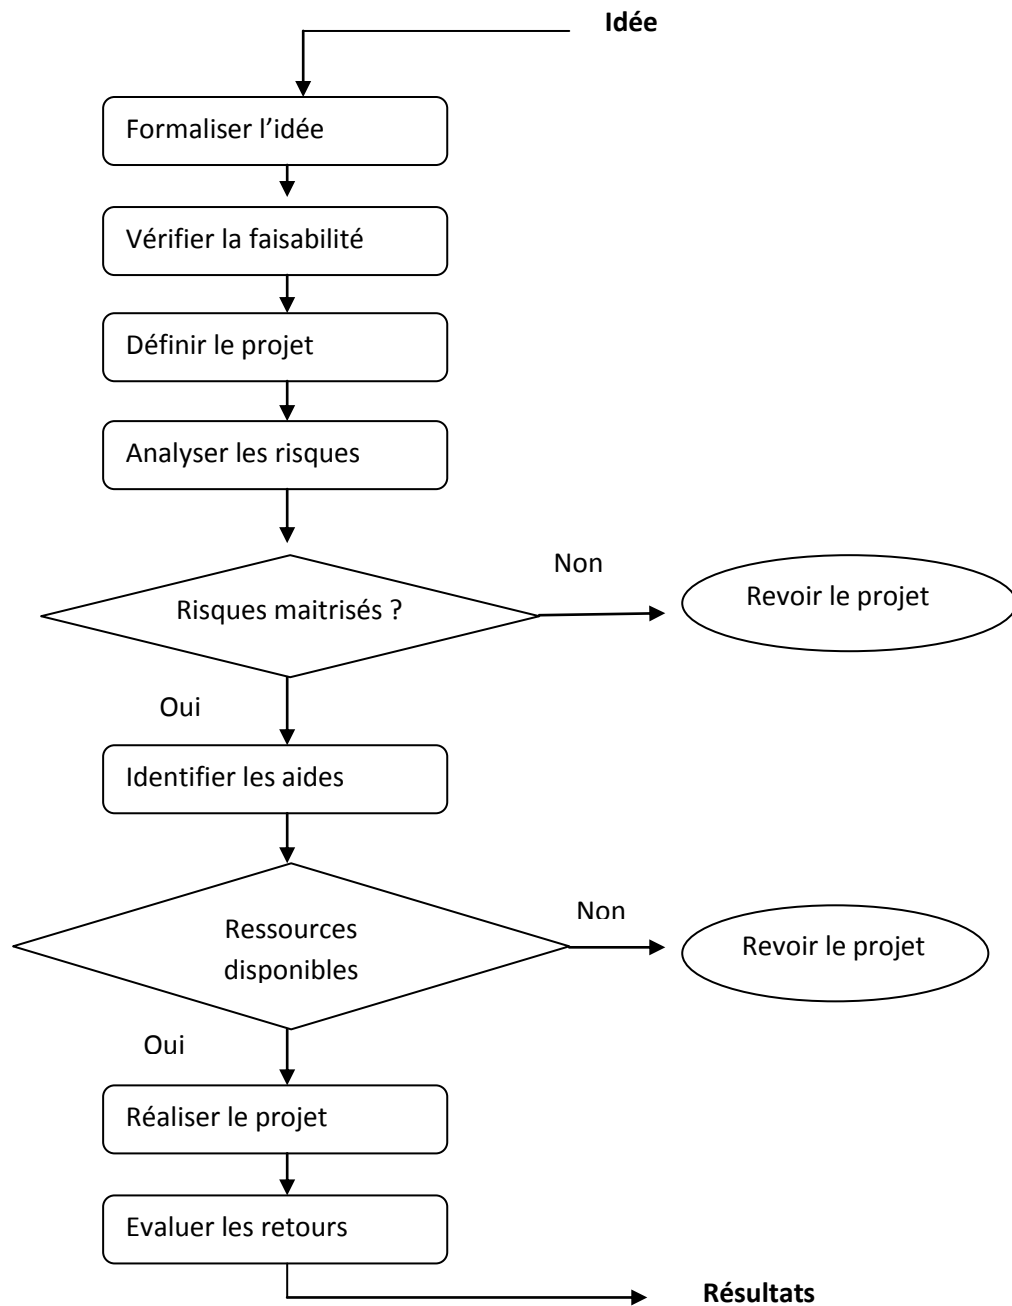 Idée
Formaliser l’idée
Vérifier la faisabilité
Définir le projet
Analyser les risques
Non
Risques maitrisés ?
Revoir le projet
Oui
Identifier les aides
Non
Ressources
disponibles
Revoir le projet
Oui
Réaliser le projet
Evaluer les retours
Résultats